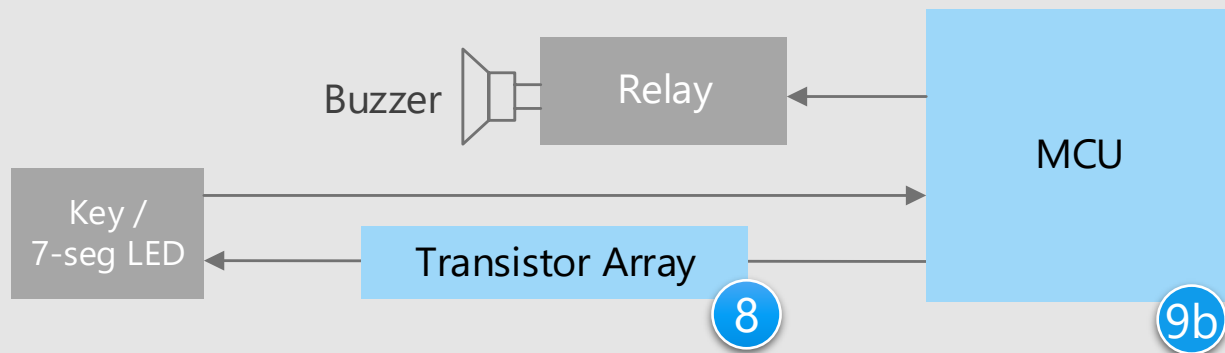 Buzzer
Relay
MCU
Key /
7-seg LED
Transistor Array
8
9b